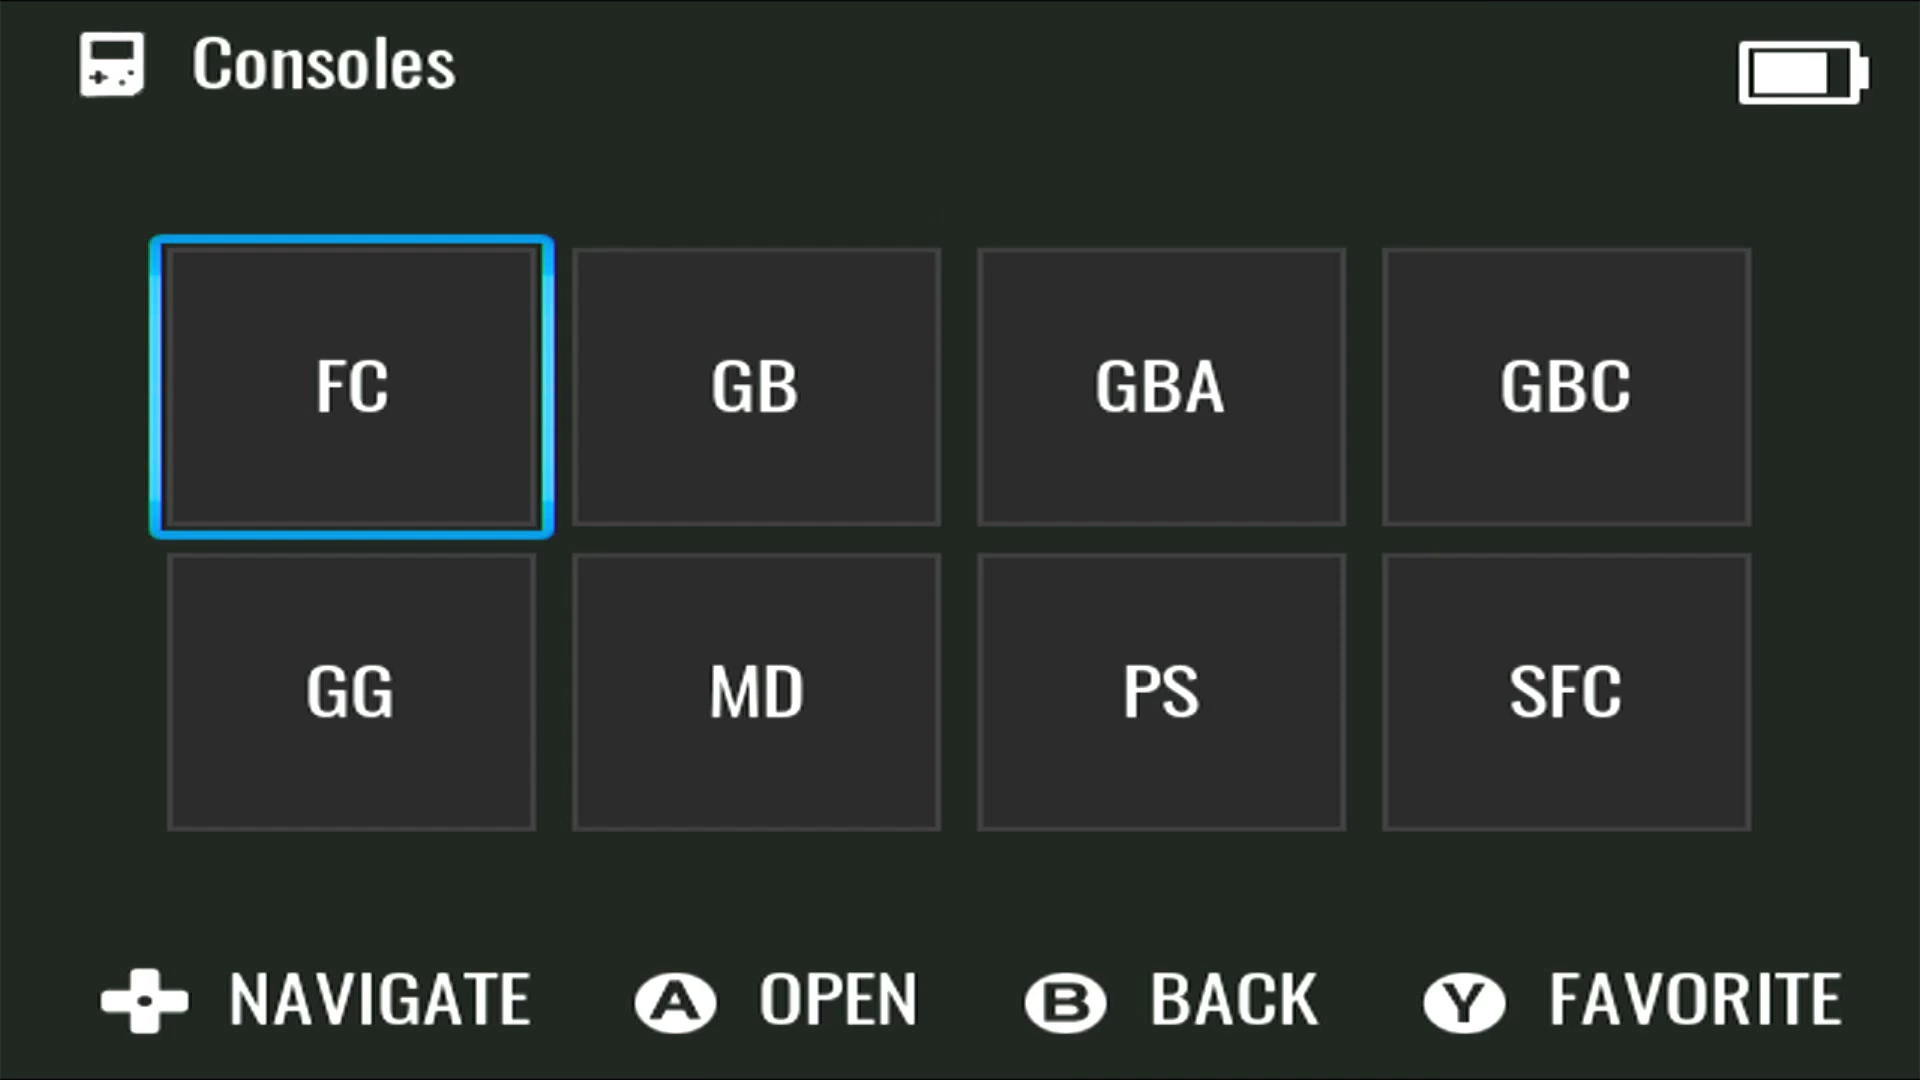 Consoles
FC GB GBA GBC
GG MD PS SFC
NAVIGATE A OPEN B BACK Y FAVORITE